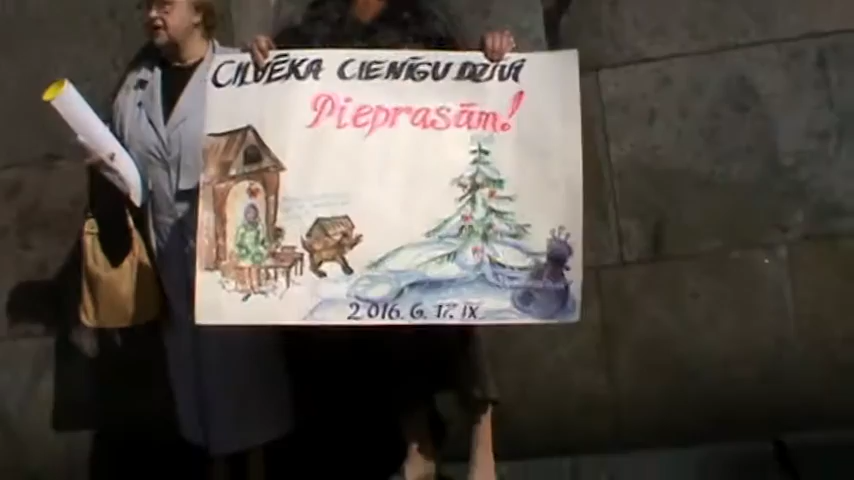 CILVĒKA CIENĪGU DZĪVI
Pieprasām!
2016. G. 17. IX